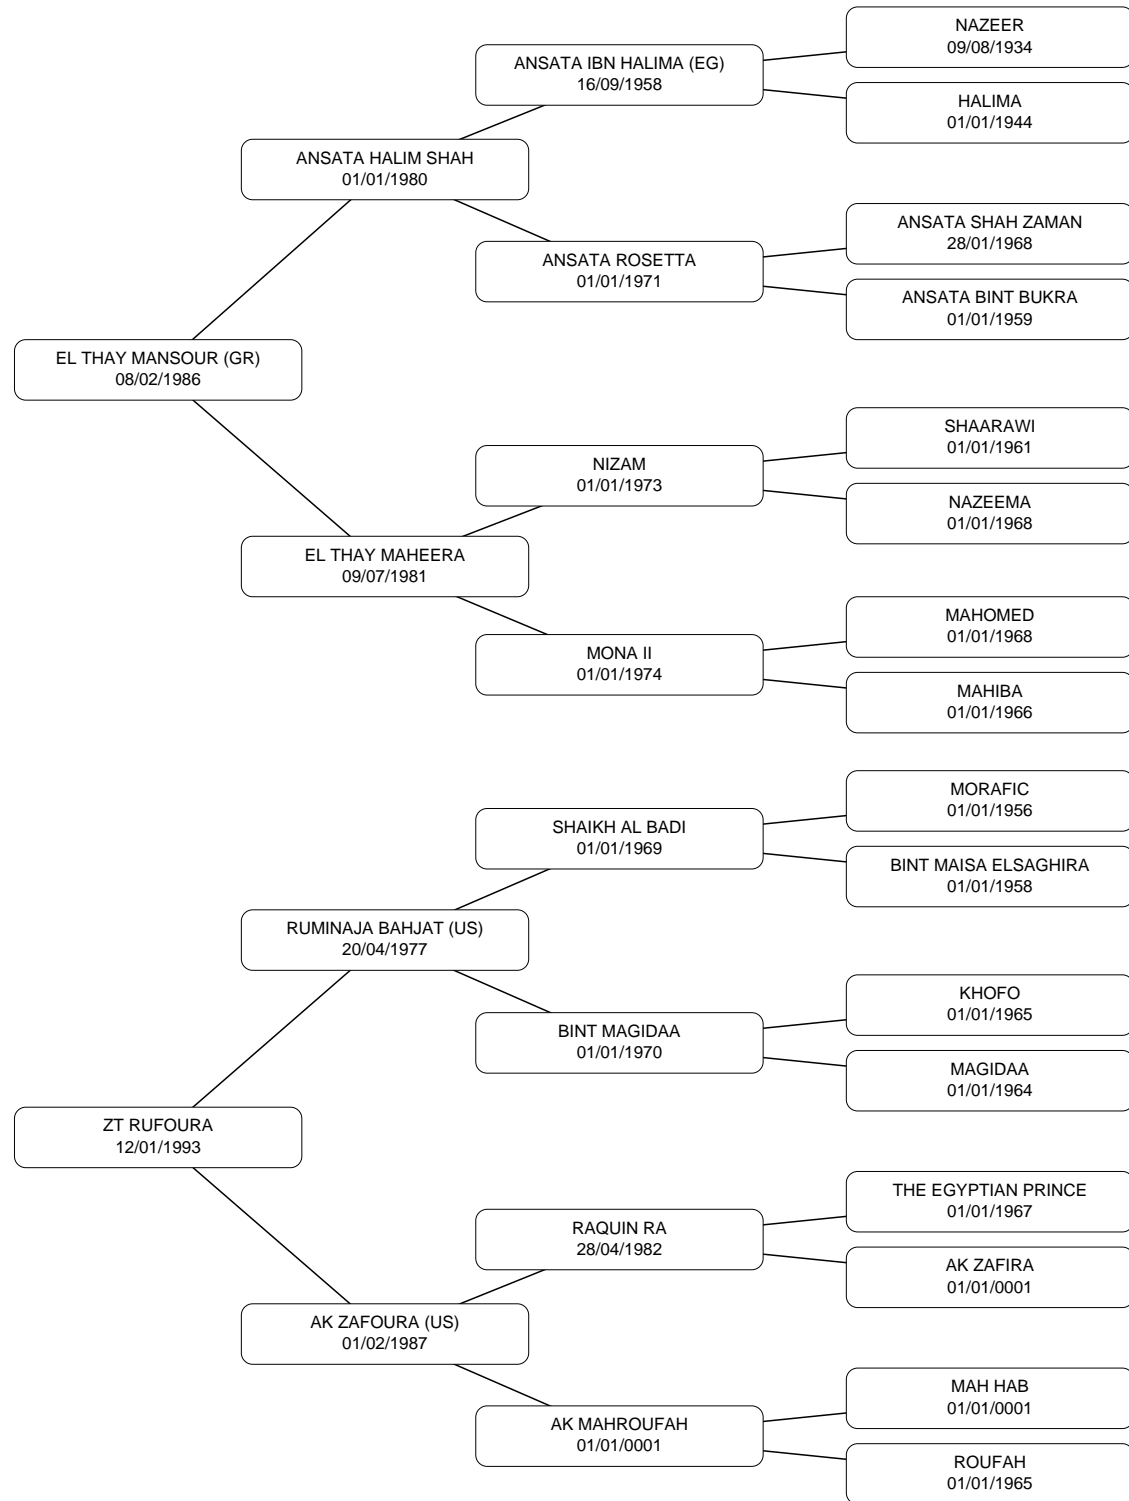 NAZEER
09/08/1934
ANSATA IBN HALIMA (EG)
16/09/1958
HALIMA
01/01/1944
ANSATA HALIM SHAH
01/01/1980
ANSATA SHAH ZAMAN
28/01/1968
ANSATA ROSETTA
01/01/1971
ANSATA BINT BUKRA
01/01/1959
EL THAY MANSOUR (GR)
08/02/1986
SHAARAWI
01/01/1961
NIZAM
01/01/1973
NAZEEMA
01/01/1968
EL THAY MAHEERA
09/07/1981
MAHOMED
01/01/1968
MONA II
01/01/1974
MAHIBA
01/01/1966
MORAFIC
01/01/1956
SHAIKH AL BADI
01/01/1969
BINT MAISA ELSAGHIRA
01/01/1958
RUMINAJA BAHJAT (US)
20/04/1977
KHOFO
01/01/1965
BINT MAGIDAA
01/01/1970
MAGIDAA
01/01/1964
ZT RUFOURA
12/01/1993
THE EGYPTIAN PRINCE
01/01/1967
RAQUIN RA
28/04/1982
AK ZAFIRA
01/01/0001
AK ZAFOURA (US)
01/02/1987
MAH HAB
01/01/0001
AK MAHROUFAH
01/01/0001
ROUFAH
01/01/1965